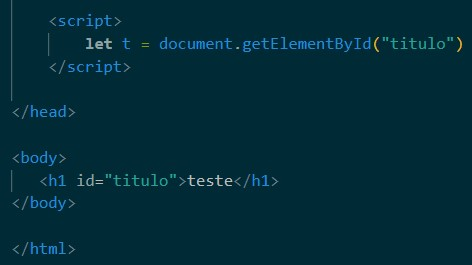 <script>
let t = document.getElementById("titulo")
</script>
</head>
<body>
<h1 id="titulo">teste</h1>
</body>
</html>